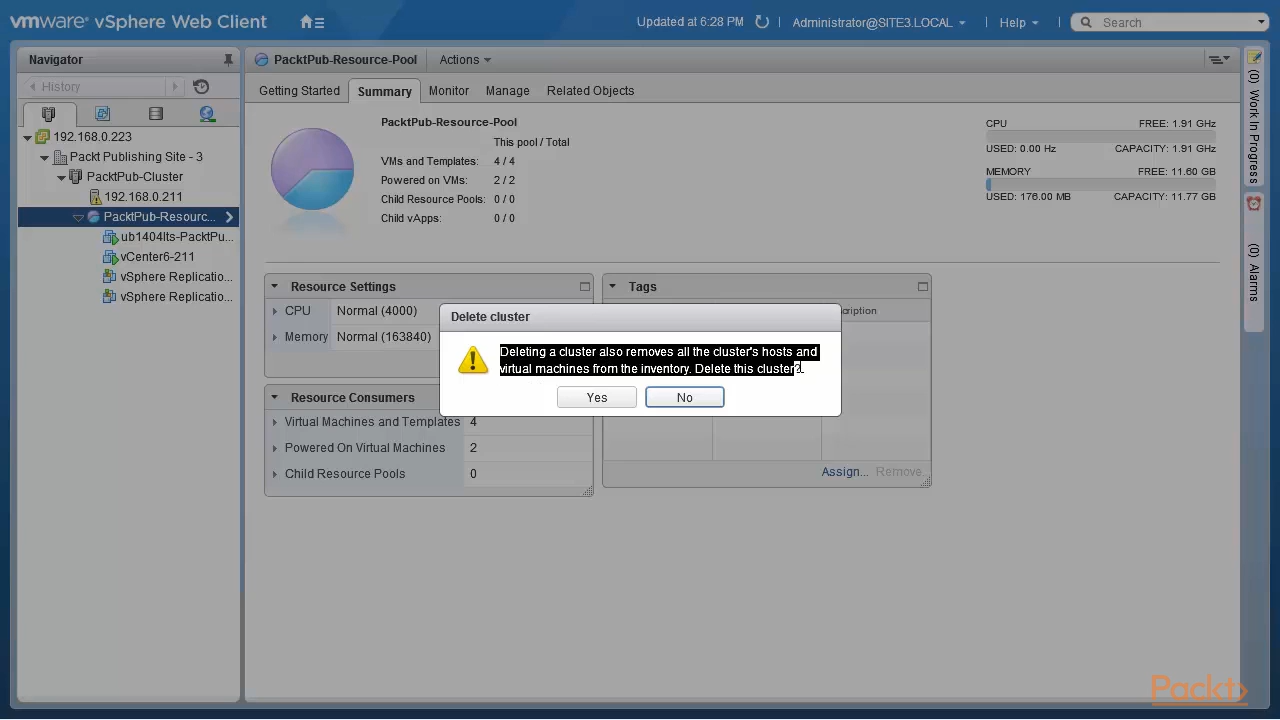 vmware® vSphere Web Client
Updated at 6:28 PM
Administrator@SITE3.LOCAL
Help
Search
Navigator
History
192.168.0.223
Packt Publishing Site - 3
PacktPub-Cluster
192.168.0.211
PacktPub-Resourc...
ub1404lts-PacktPu...
vCenter6-211
vSphere Replicatio...
vSphere Replicatio...
PacktPub-Resource-Pool
Actions
Getting Started
Summary
Monitor
Manage
Related Objects
PacktPub-Resource-Pool
This pool / Total
VMs and Templates: 4 / 4
Powered on VMs: 2 / 2
Child Resource Pools: 0 / 0
Child vApps: 0 / 0
CPU FREE: 1.91 GHz
USED: 0.00 Hz CAPACITY: 1.91 GHz
MEMORY FREE: 11.60 GB
USED: 176.00 MB CAPACITY: 11.77 GB
Resource Settings
CPU Normal (4000)
Memory Normal (163840)
Resource Consumers
Virtual Machines and Templates 4
Powered On Virtual Machines 2
Child Resource Pools 0
Tags
Assign... Remove...
Delete cluster
Deleting a cluster also removes all the cluster's hosts and
virtual machines from the inventory. Delete this cluster?
Yes
No
(0) Work In Progress
(0) Alarms
Packt